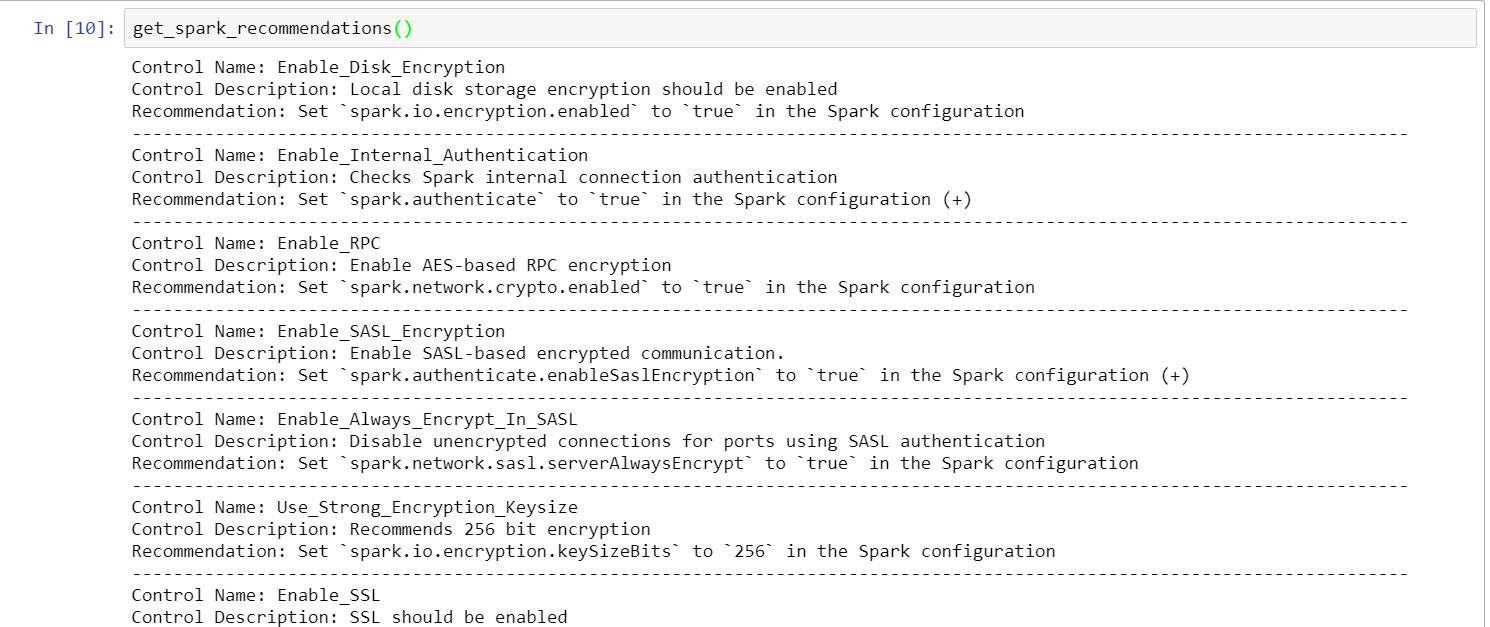 In [10]: get_spark_recommendations()
Control Name: Enable_Disk_Encryption
Control Description: Local disk storage encryption should be enabled
Recommendation: Set `spark.io.encryption.enabled` to `true` in the Spark configuration
---------------------------------------------------------------------------------------------------------------------------
Control Name: Enable_Internal_Authentication
Control Description: Checks Spark internal connection authentication
Recommendation: Set `spark.authenticate` to `true` in the Spark configuration (+)
---------------------------------------------------------------------------------------------------------------------------
Control Name: Enable_RPC
Control Description: Enable AES-based RPC encryption
Recommendation: Set `spark.network.crypto.enabled` to `true` in the Spark configuration
---------------------------------------------------------------------------------------------------------------------------
Control Name: Enable_SASL_Encryption
Control Description: Enable SASL-based encrypted communication.
Recommendation: Set `spark.authenticate.enableSaslEncryption` to `true` in the Spark configuration (+)
---------------------------------------------------------------------------------------------------------------------------
Control Name: Enable_Always_Encrypt_In_SASL
Control Description: Disable unencrypted connections for ports using SASL authentication
Recommendation: Set `spark.network.sasl.serverAlwaysEncrypt` to `true` in the Spark configuration
---------------------------------------------------------------------------------------------------------------------------
Control Name: Use_Strong_Encryption_Keysize
Control Description: Recommends 256 bit encryption
Recommendation: Set `spark.io.encryption.keySizeBits` to `256` in the Spark configuration
---------------------------------------------------------------------------------------------------------------------------
Control Name: Enable_SSL
Control Description: SSL should be enabled